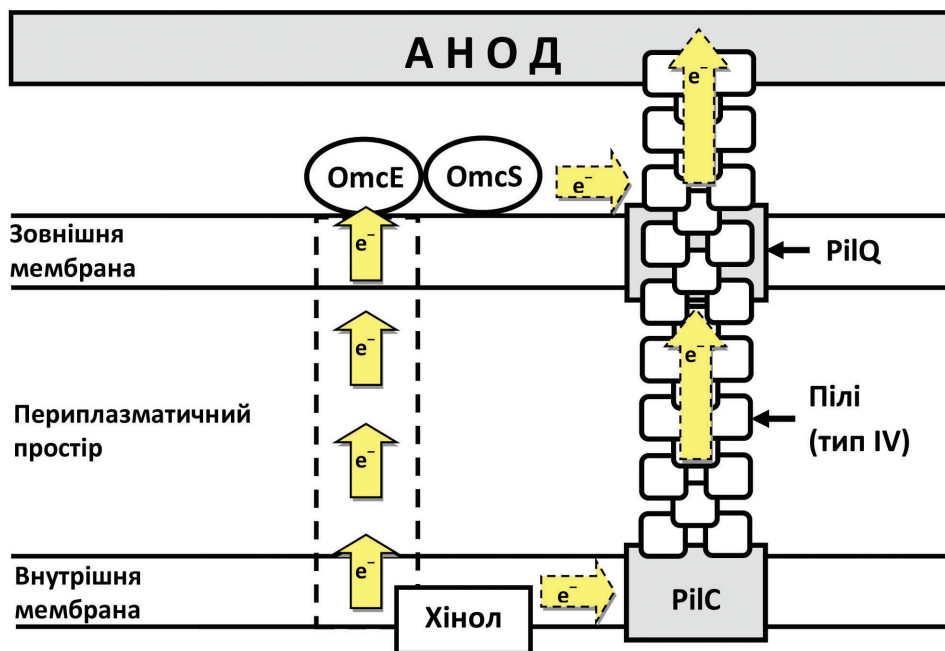 АНОД
e⁻
OmcE
OmcS
e⁻
Зовнішня
мембрана
e⁻
PilQ
e⁻
e⁻
Периплазматичний
простір
Пілі
(тип IV)
e⁻
Внутрішня
мембрана
e⁻
e⁻
Хінол
PilC